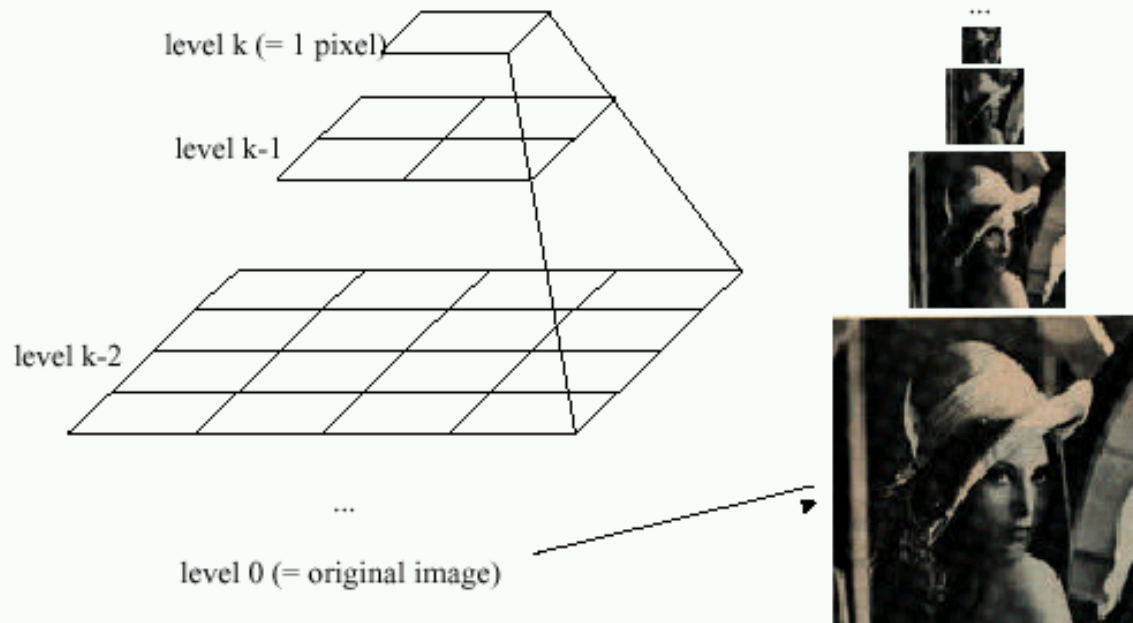 ...
level k (= 1 pixel)
level k-1
level k-2
...
level 0 (= original image)